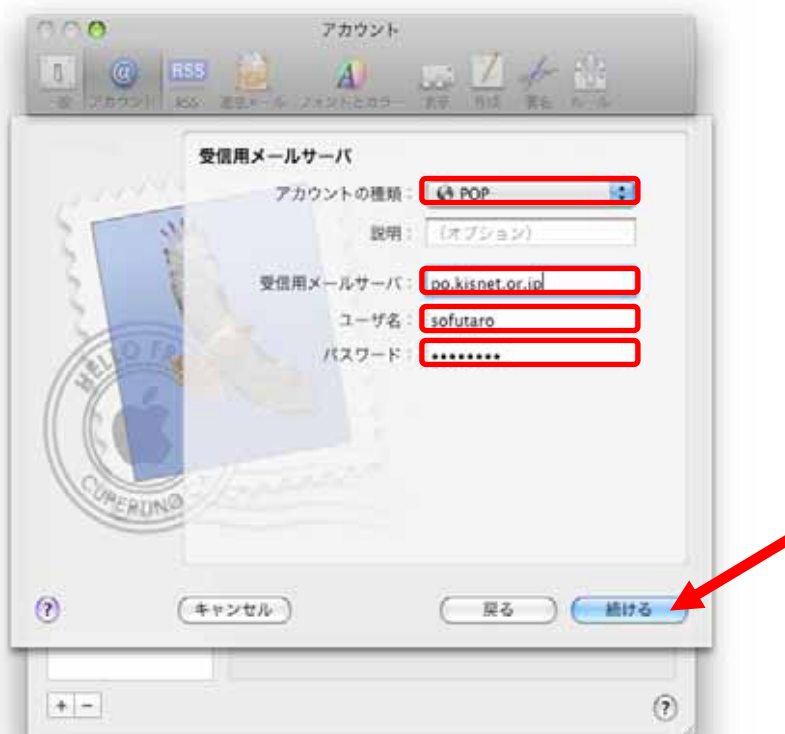 アカウント
一般 アカウント RSS 迷惑メール フォントとカラー 表示 作成 署名 ルール
RSS
受信用メールサーバ
アカウントの種類： POP
説明： (オプション)
受信用メールサーバ： po.kisnet.or.jp
ユーザ名： sofutaro
パスワード： ••••••••
HELLO FR
CUPERTINO
? キャンセル 戻る 続ける
+ − ?